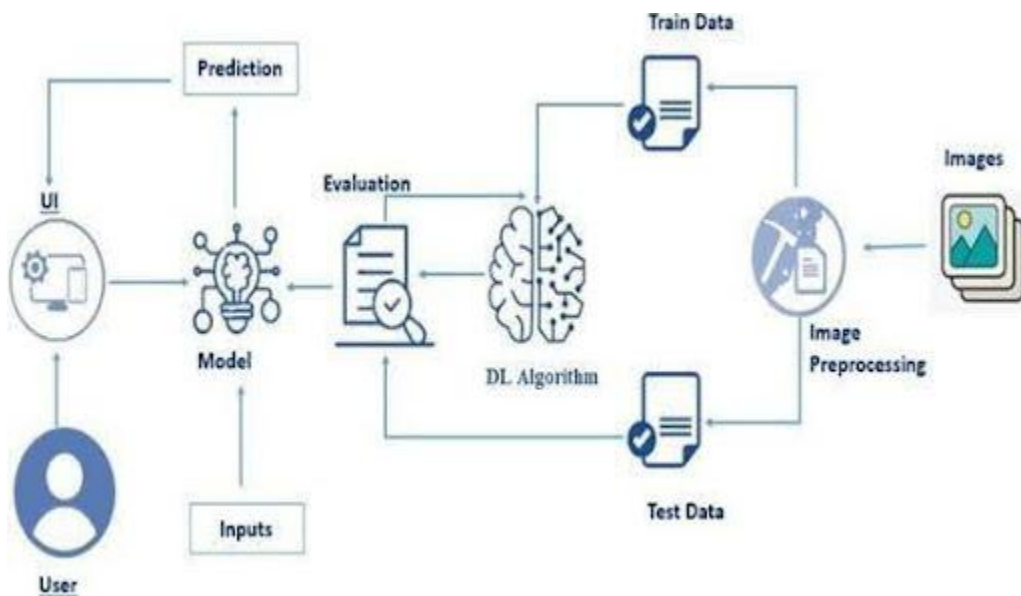 Train Data
Prediction
Images
Evaluation
UI
Model
DL Algorithm
Image
Preprocessing
Inputs
Test Data
User